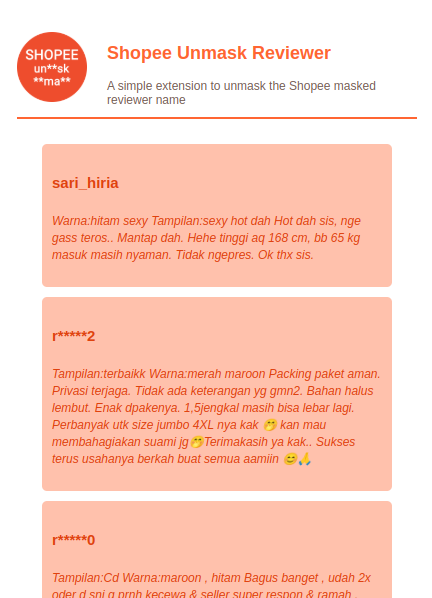 SHOPEE
un**sk
**ma**
Shopee Unmask Reviewer
A simple extension to unmask the Shopee masked
reviewer name
sari_hiria
Warna:hitam sexy Tampilan:sexy hot dah Hot dah sis, nge
gass teros.. Mantap dah. Hehe tinggi aq 168 cm, bb 65 kg
masuk masih nyaman. Tidak ngepres. Ok thx sis.
r*****2
Tampilan:terbaikk Warna:merah maroon Packing paket aman.
Privasi terjaga. Tidak ada keterangan yg gmn2. Bahan halus
lembut. Enak dpakenya. 1,5jengkal masih bisa lebar lagi.
Perbanyak utk size jumbo 4XL nya kak 🤭 kan mau
membahagiakan suami jg🤭Terimakasih ya kak.. Sukses
terus usahanya berkah buat semua aamiin 😊🙏
r*****0
Tampilan:Cd Warna:maroon , hitam Bagus banget , udah 2x
oder d sni g prnh kecewa & seller super respon & ramah